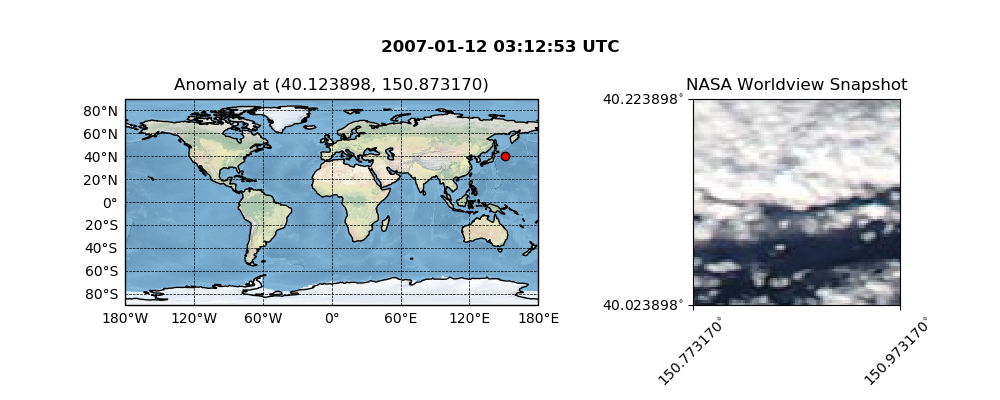 2007-01-12 03:12:53 UTC
Anomaly at (40.123898, 150.873170)
80°N
60°N
40°N
20°N
0°
20°S
40°S
60°S
80°S
180°W 120°W 60°W 0° 60°E 120°E 180°E
NASA Worldview Snapshot
40.223898°
40.023898°
150.773170°
150.973170°